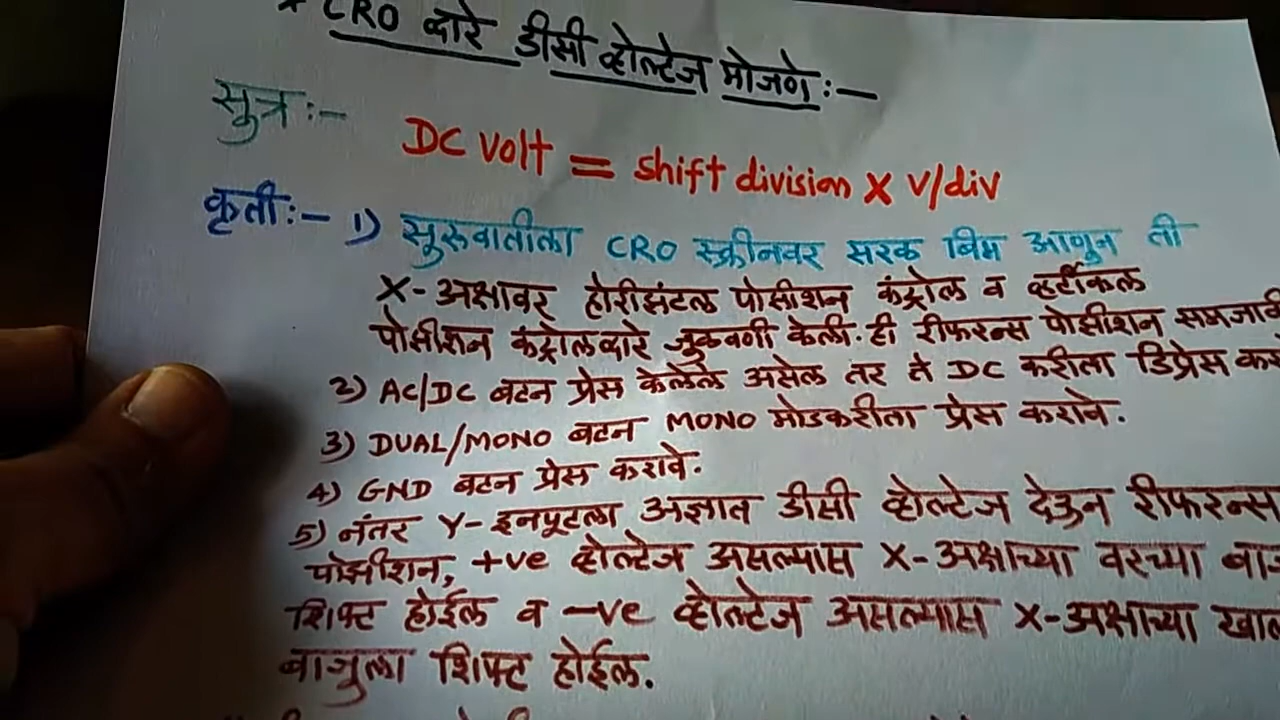 * CRO व्दारे डीसी व्होल्टेज मोजणे :-
सुत्र :- DC volt = shift division x v/div
कृती :- 1) सुरुवातीला CRO स्क्रीनवर सरळ बिम आणून ती
X-अक्षावर होरीझंटल पोझीशन कंट्रोल व व्हर्टीकल
पोझीशन कंट्रोलव्दारे जुळवणी केली. ही रीफरन्स पोझीशन
2) AC/DC बटन प्रेस केलेले असेल तर ते DC करीता डिप्रेस
3) DUAL/MONO बटन MONO मोडकरीता प्रेस करावे.
4) GND बटन प्रेस करावे.
5) नंतर Y-इनपूटला अज्ञात डीसी व्होल्टेज देऊन रीफरन्स
पोझीशन, +ve व्होल्टेज असल्यास X-अक्षाच्या वरच्या
शिफ्ट होईल व -ve व्होल्टेज असल्यास X-अक्षाच्या
बाजुला शिफ्ट होईल.